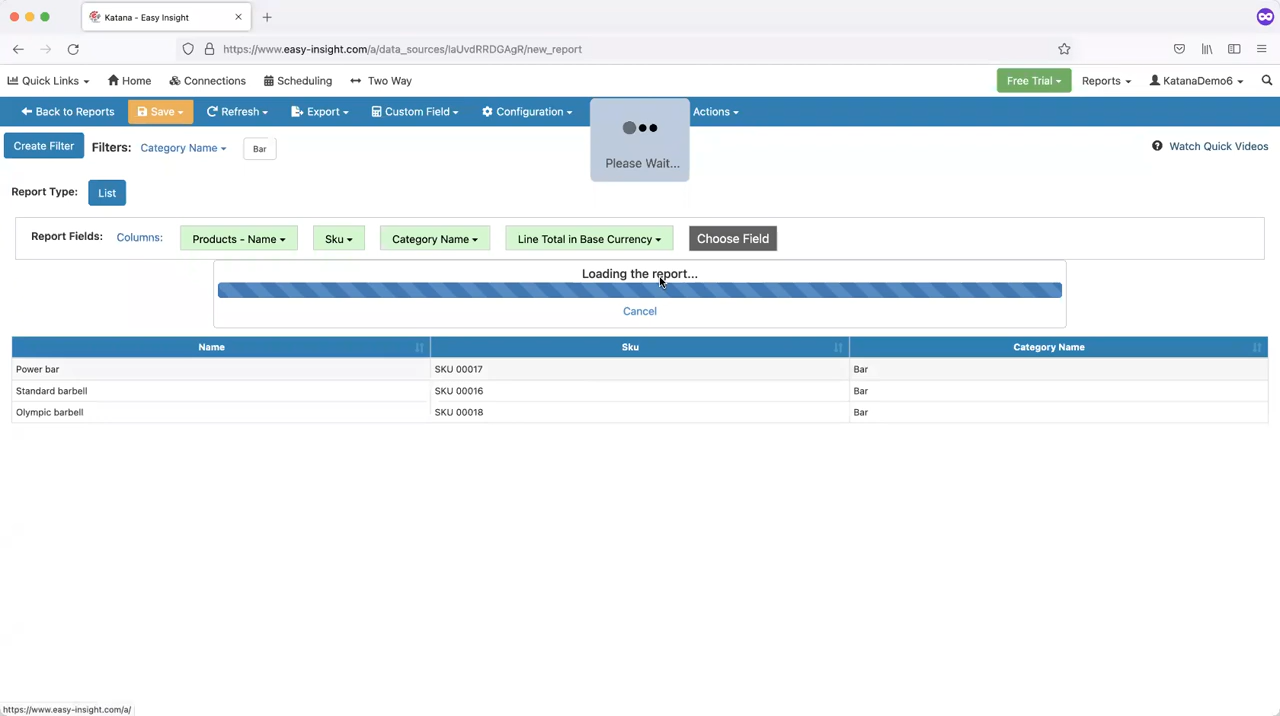 Katana - Easy Insight
https://www.easy-insight.com/a/data_sources/laUvdRRDGAgR/new_report
Quick Links Home Connections Scheduling Two Way Free Trial Reports KatanaDemo6
Back to Reports Save Refresh Export Custom Field Configuration Actions
Please Wait...
Create Filter Filters: Category Name Bar Watch Quick Videos
Report Type: List
Report Fields: Columns: Products - Name Sku Category Name Line Total in Base Currency Choose Field
Loading the report...
Cancel
Name Sku Category Name
Power bar SKU 00017 Bar
Standard barbell SKU 00016 Bar
Olympic barbell SKU 00018 Bar
https://www.easy-insight.com/a/